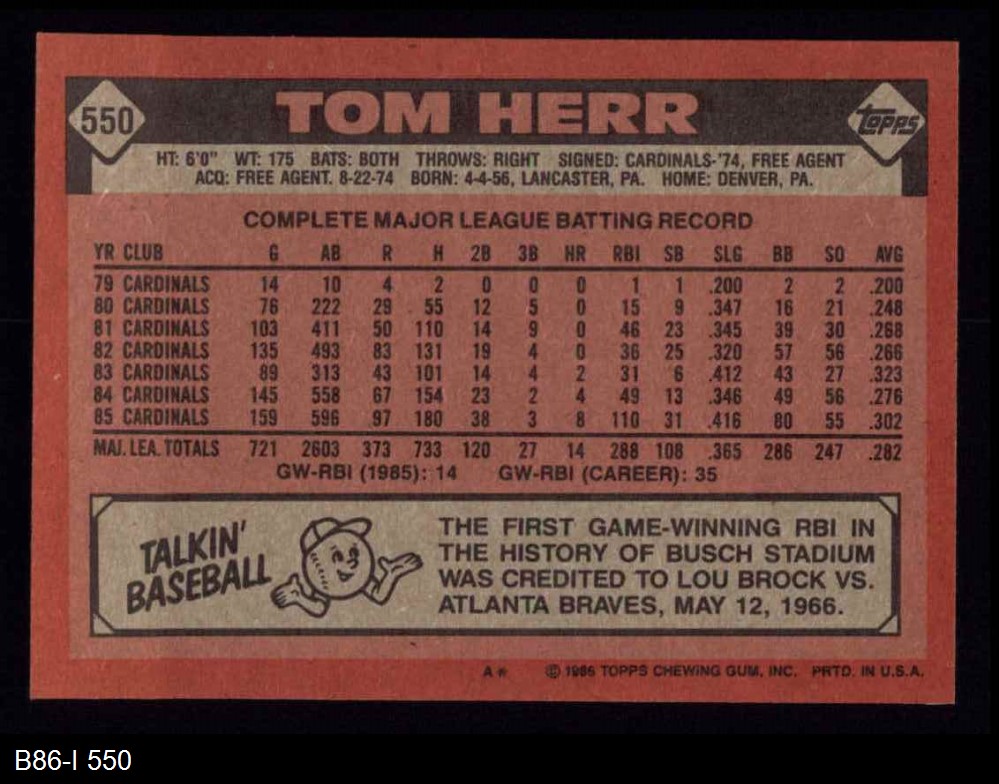 550 TOM HERR topps
HT: 6'0" WT: 175 BATS: BOTH THROWS: RIGHT SIGNED: CARDINALS-'74, FREE AGENT
ACQ: FREE AGENT. 8-22-74 BORN: 4-4-56, LANCASTER, PA. HOME: DENVER, PA.
COMPLETE MAJOR LEAGUE BATTING RECORD
YR CLUB G AB R H 2B 3B HR RBI SB SLG BB SO AVG
79 CARDINALS 14 10 4 2 0 0 0 1 1 .200 2 2 .200
80 CARDINALS 76 222 29 55 12 5 0 15 9 .347 16 21 .248
81 CARDINALS 103 411 50 110 14 9 0 46 23 .345 39 30 .268
82 CARDINALS 135 493 83 131 19 4 0 36 25 .320 57 56 .266
83 CARDINALS 89 313 43 101 14 4 2 31 6 .412 43 27 .323
84 CARDINALS 145 558 67 154 23 2 4 49 13 .346 49 56 .276
85 CARDINALS 159 596 97 180 38 3 8 110 31 .416 80 55 .302
MAJ. LEA. TOTALS 721 2603 373 733 120 27 14 288 108 .365 286 247 .282
GW-RBI (1985): 14 GW-RBI (CAREER): 35
TALKIN'
BASEBALL
THE FIRST GAME-WINNING RBI IN
THE HISTORY OF BUSCH STADIUM
WAS CREDITED TO LOU BROCK VS.
ATLANTA BRAVES, MAY 12, 1966.
A* © 1986 TOPPS CHEWING GUM, INC. PRTD. IN U.S.A.
B86-I 550